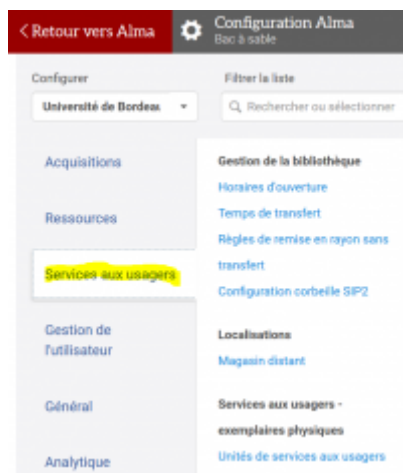 Retour vers Alma
Configuration Alma
Bac à sable
Configurer
Filtrer la liste
Université de Bordeau
Rechercher ou sélectionner
Acquisitions
Ressources
Services aux usagers
Gestion de
l'utilisateur
Général
Analytique
Gestion de la bibliothèque
Horaires d'ouverture
Temps de transfert
Règles de remise en rayon sans
transfert
Configuration corbeille SIP2
Localisations
Magasin distant
Services aux usagers -
exemplaires physiques
Unités de services aux usagers